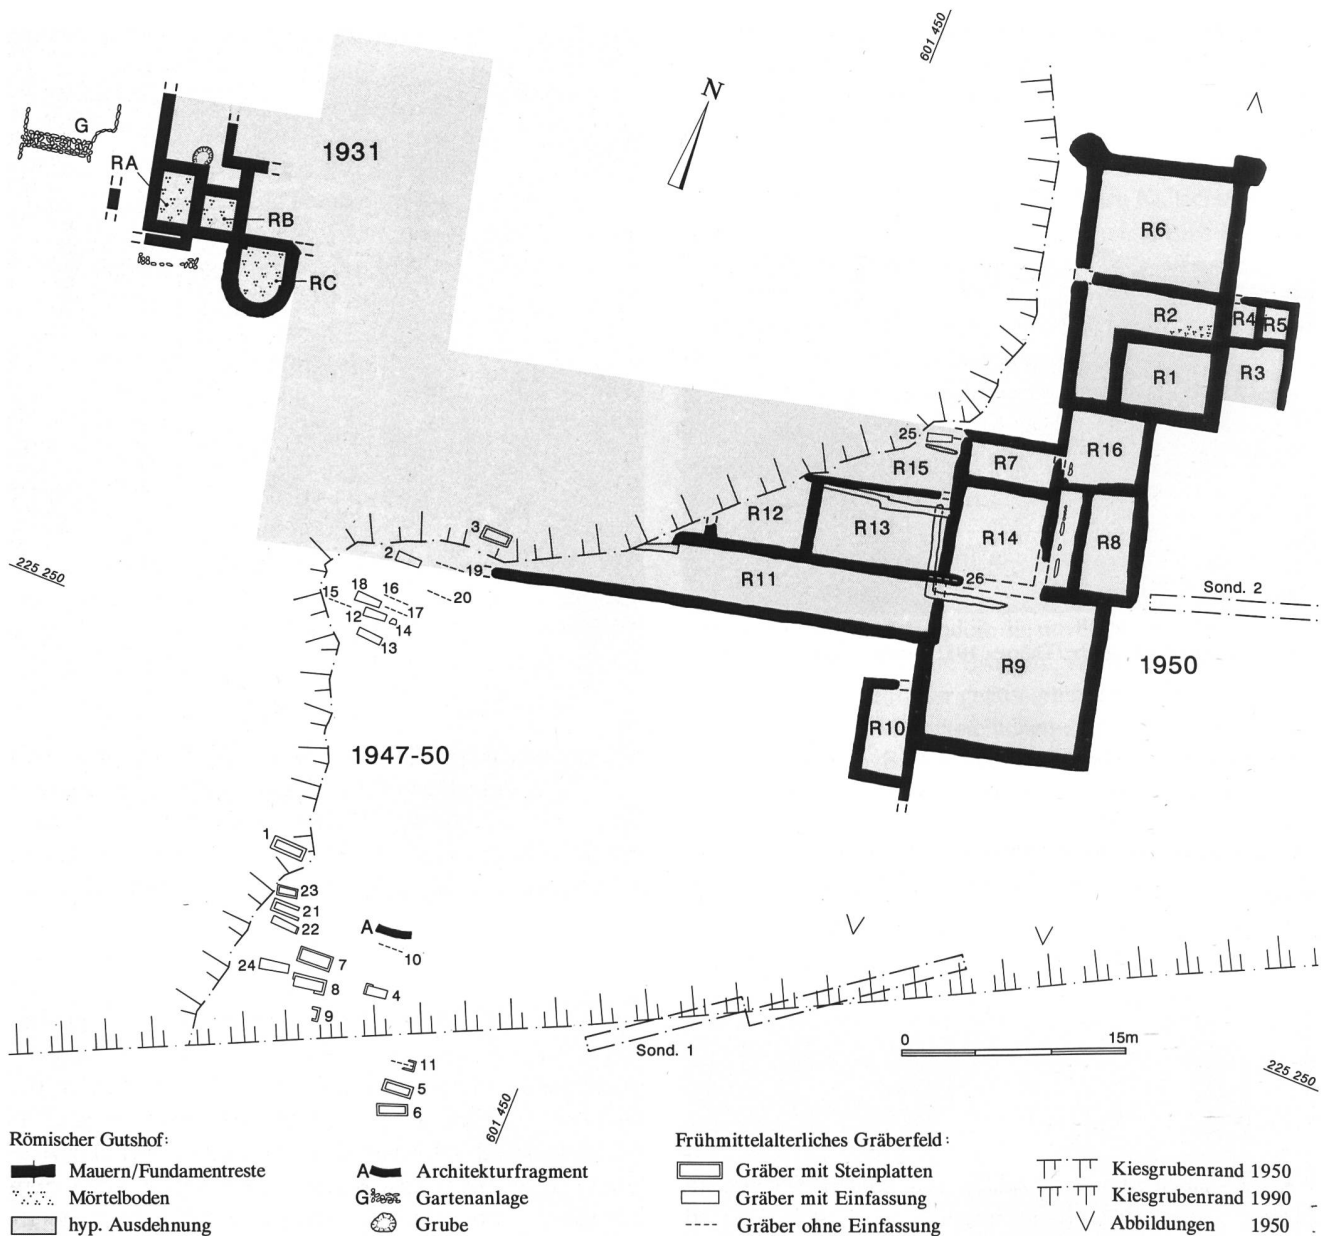 601 450
N
G
1931
RA
RB
RC
R6
R2
R4
R5
R1
R3
25
R7
R16
R15
R12
R13
R14
R8
3
2
19
R11
26
225 250
15
18
16
17
20
12
14
13
Sond. 2
R9
1950
R10
1947-50
1
23
21
22
A
10
24
7
8
4
9
0 15m
Sond. 1
11
5
6
601 450
225 250
Römischer Gutshof:
Mauern/Fundamentreste
Mörtelboden
hyp. Ausdehnung
A Architekturfragment
G Gartenanlage
Grube
Frühmittelalterliches Gräberfeld:
Gräber mit Steinplatten
Gräber mit Einfassung
Gräber ohne Einfassung
Kiesgrubenrand 1950
Kiesgrubenrand 1990
Abbildungen 1950